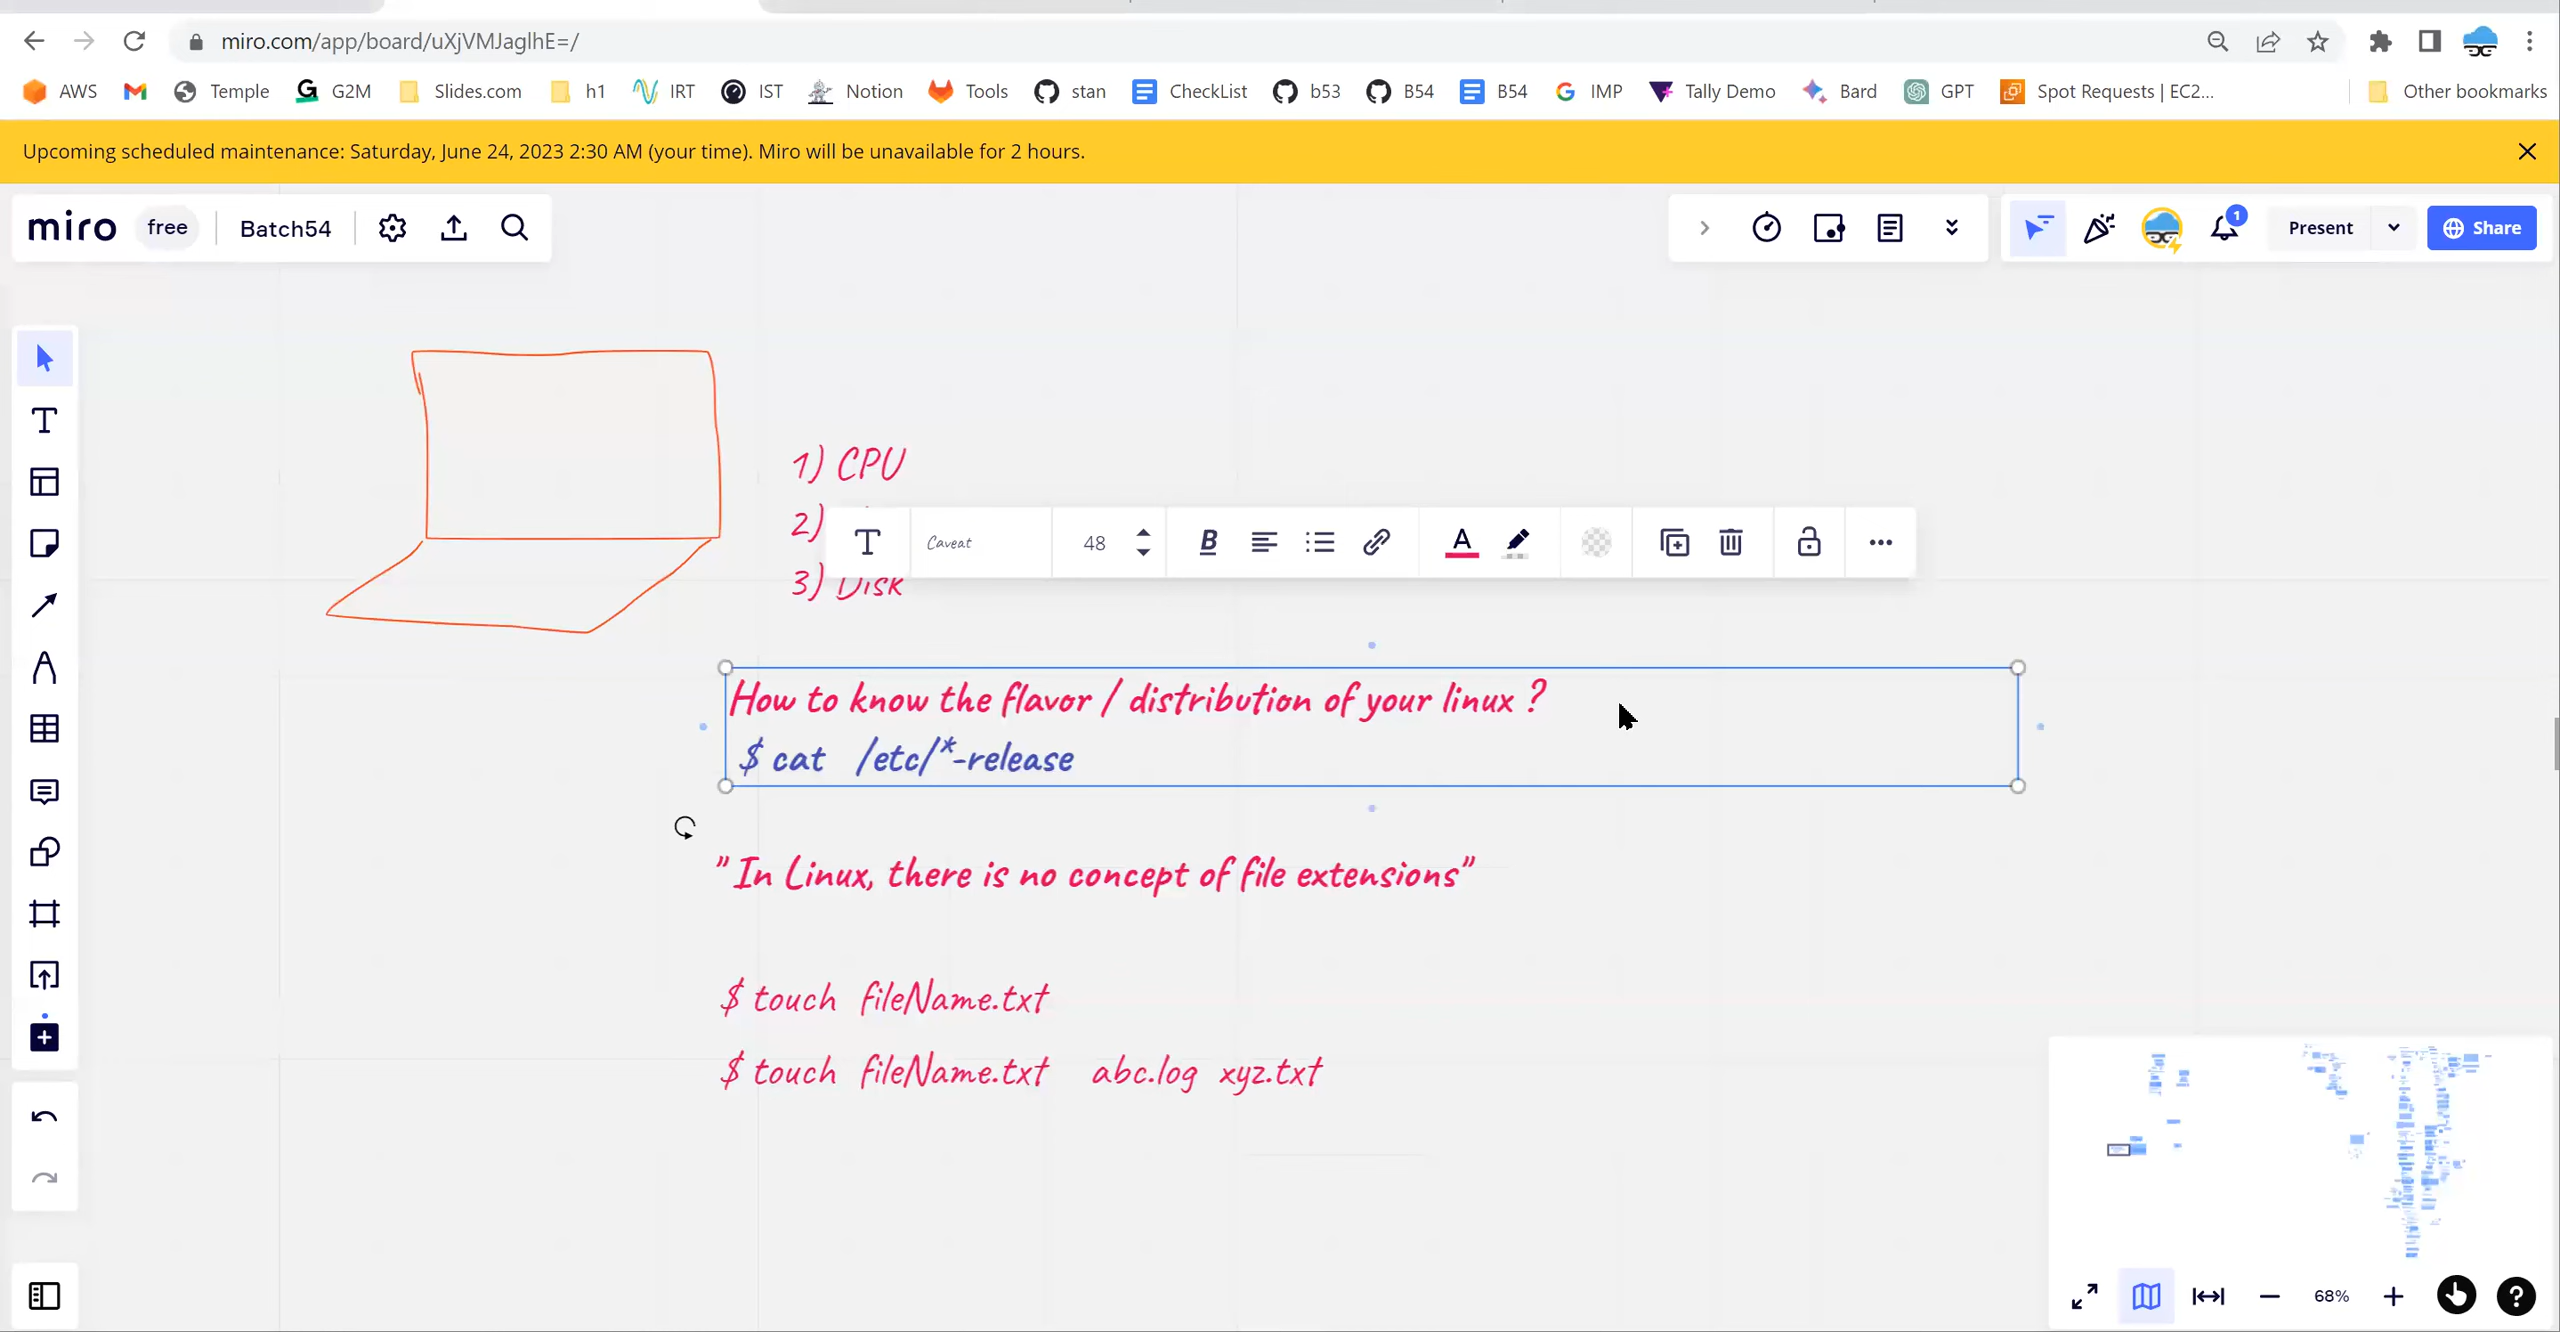 miro.com/app/board/uXjVMJaglhE=/
AWS Temple G2M Slides.com h1 IRT IST Notion Tools stan CheckList b53 B54 B54 IMP Tally Demo Bard GPT Spot Requests | EC2... Other bookmarks
Upcoming scheduled maintenance: Saturday, June 24, 2023 2:30 AM (your time). Miro will be unavailable for 2 hours.
miro free Batch54
1 Present Share
1) CPU
2)
Caveat 48 B A
3) Disk
How to know the flavor / distribution of your linux ?
$ cat /etc/*-release
"In Linux, there is no concept of file extensions"
$ touch fileName.txt
$ touch fileName.txt abc.log xyz.txt
68%